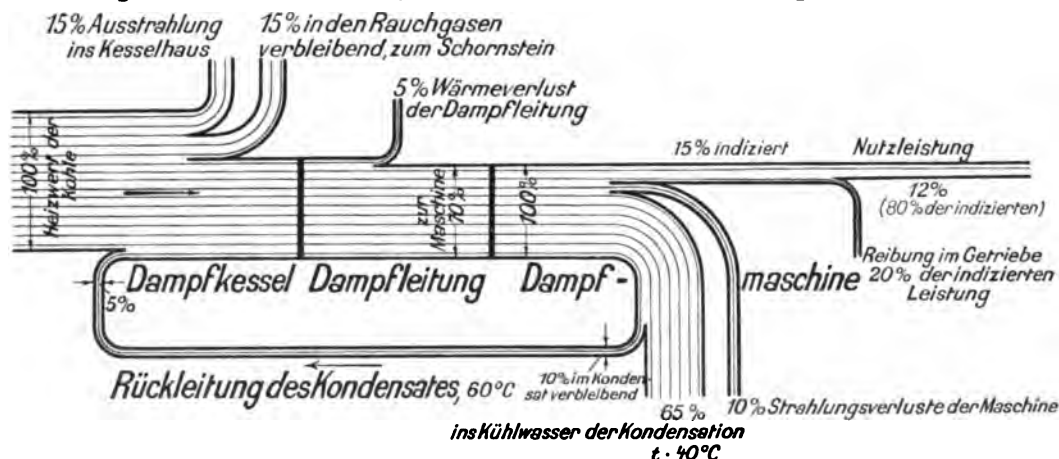 15% Ausstrahlung
ins Kesselhaus
15% in den Rauchgasen
verbleibend, zum Schornstein
5% Wärmeverlust
der Dampfleitung
100%
Heizwert der
Kohle
zur
Maschine
70%
100%
15% indiziert
Nutzleistung
12%
(80% der indizierten)
Reibung im Getriebe
20% der indizierten
Leistung
Dampfkessel
Dampfleitung
Dampf-
maschine
5%
Rückleitung des Kondensates, 60°C
10% im Konden-
sat verbleibend
65%
10% Strahlungsverluste der Maschine
ins Kühlwasser der Kondensation
t · 40°C